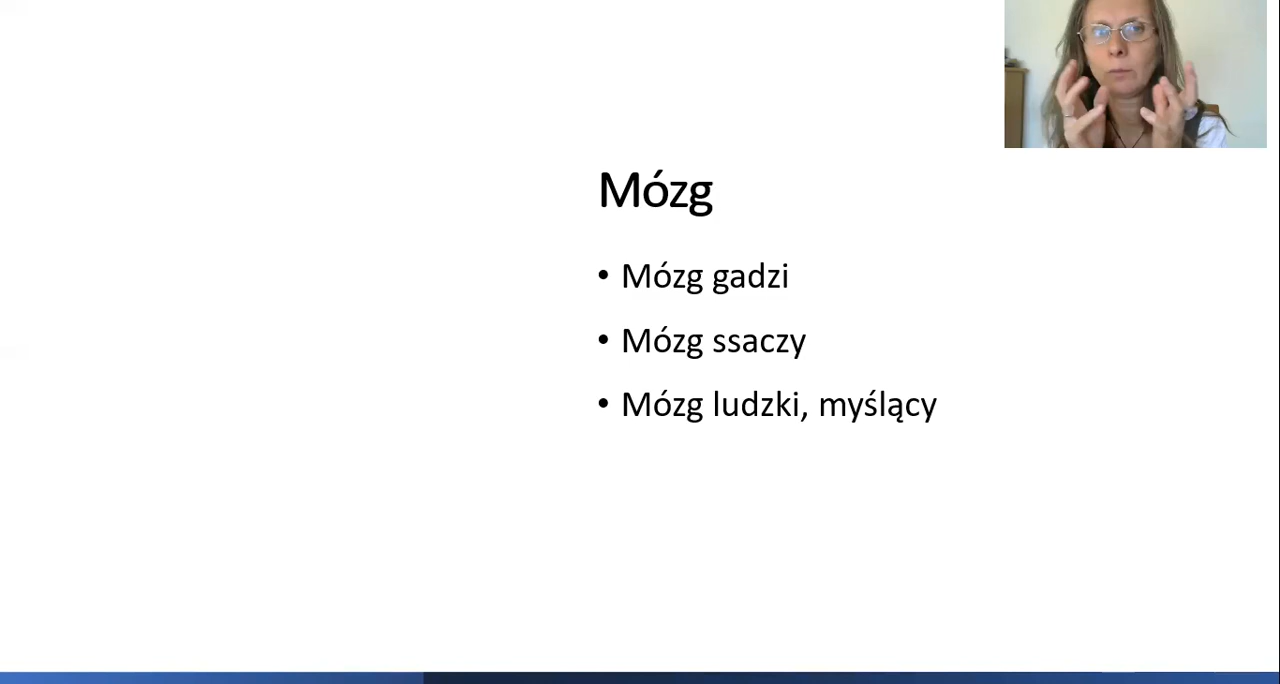 Mózg
• Mózg gadzi
• Mózg ssaczy
• Mózg ludzki, myślący